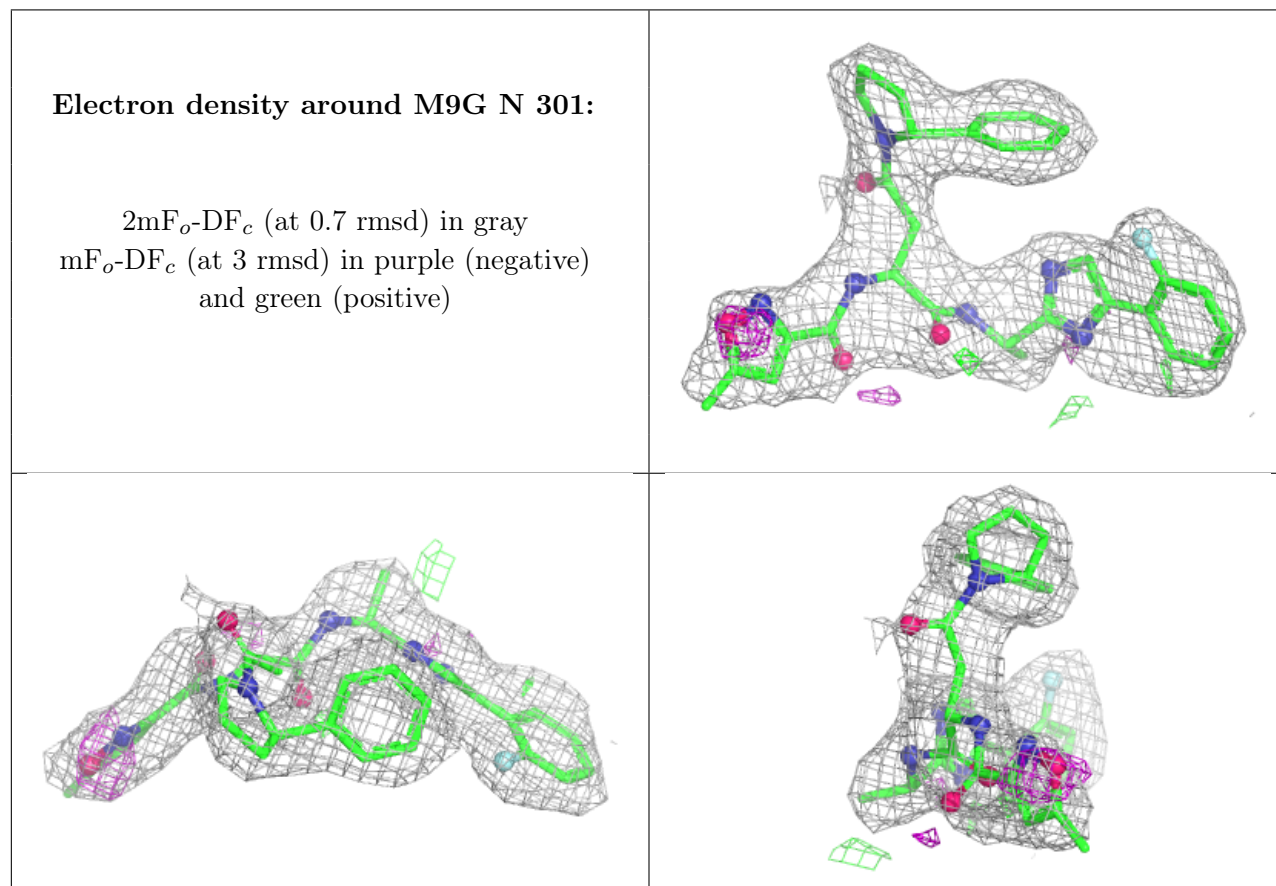 Electron density around M9G N 301:
2mFo-DFc (at 0.7 rmsd) in gray
mFo-DFc (at 3 rmsd) in purple (negative)
and green (positive)